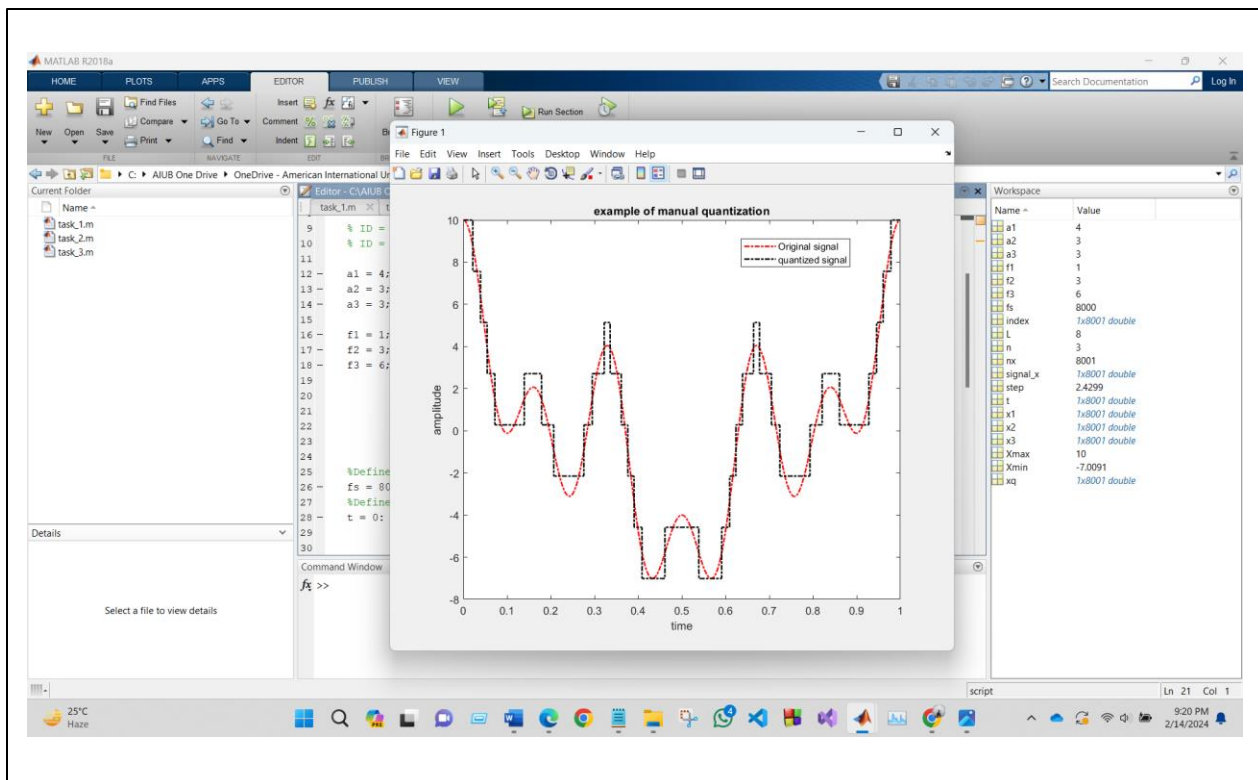 MATLAB R2018a
HOME PLOTS APPS EDITOR PUBLISH VIEW
Search Documentation Log In
New Open Save
Find Files
Compare
Print
Go To
Find
Insert
Comment
Indent
Run Section
FILE NAVIGATE EDIT
C: AIUB One Drive OneDrive - American International
Current Folder
Name
task_1.m
task_2.m
task_3.m
Details
Select a file to view details
task_1.m
9 % ID =
10 % ID =
11
12 a1 = 4;
13 a2 = 3;
14 a3 = 3;
15
16 f1 = 1;
17 f2 = 3;
18 f3 = 6;
19
20
21
22
23
24
25 %Define
26 fs = 80
27 %Define
28 t = 0:
29
30
Command Window
fx >>
Figure 1
File Edit View Insert Tools Desktop Window Help
example of manual quantization
Original signal
quantized signal
amplitude
10
8
6
4
2
0
-2
-4
-6
-8
0 0.1 0.2 0.3 0.4 0.5 0.6 0.7 0.8 0.9 1
time
Workspace
Name Value
a1 4
a2 3
a3 3
f1 1
f2 3
f3 6
fs 8000
index 1x8001 double
L 8
n 3
nx 8001
signal_x 1x8001 double
step 2.4299
t 1x8001 double
x1 1x8001 double
x2 1x8001 double
x3 1x8001 double
Xmax 10
Xmin -7.0091
xq 1x8001 double
script Ln 21 Col 1
25°C
Haze
4
9:20 PM
2/14/2024